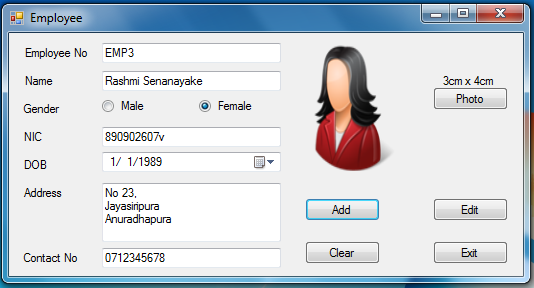 Employee
Employee No EMP3
Name Rashmi Senanayake
3cm x 4cm
Gender Male Female
Photo
NIC 890902607v
DOB 1/ 1/1989
Address No 23,
Jayasiripura
Anuradhapura
Add Edit
Contact No 0712345678
Clear Exit